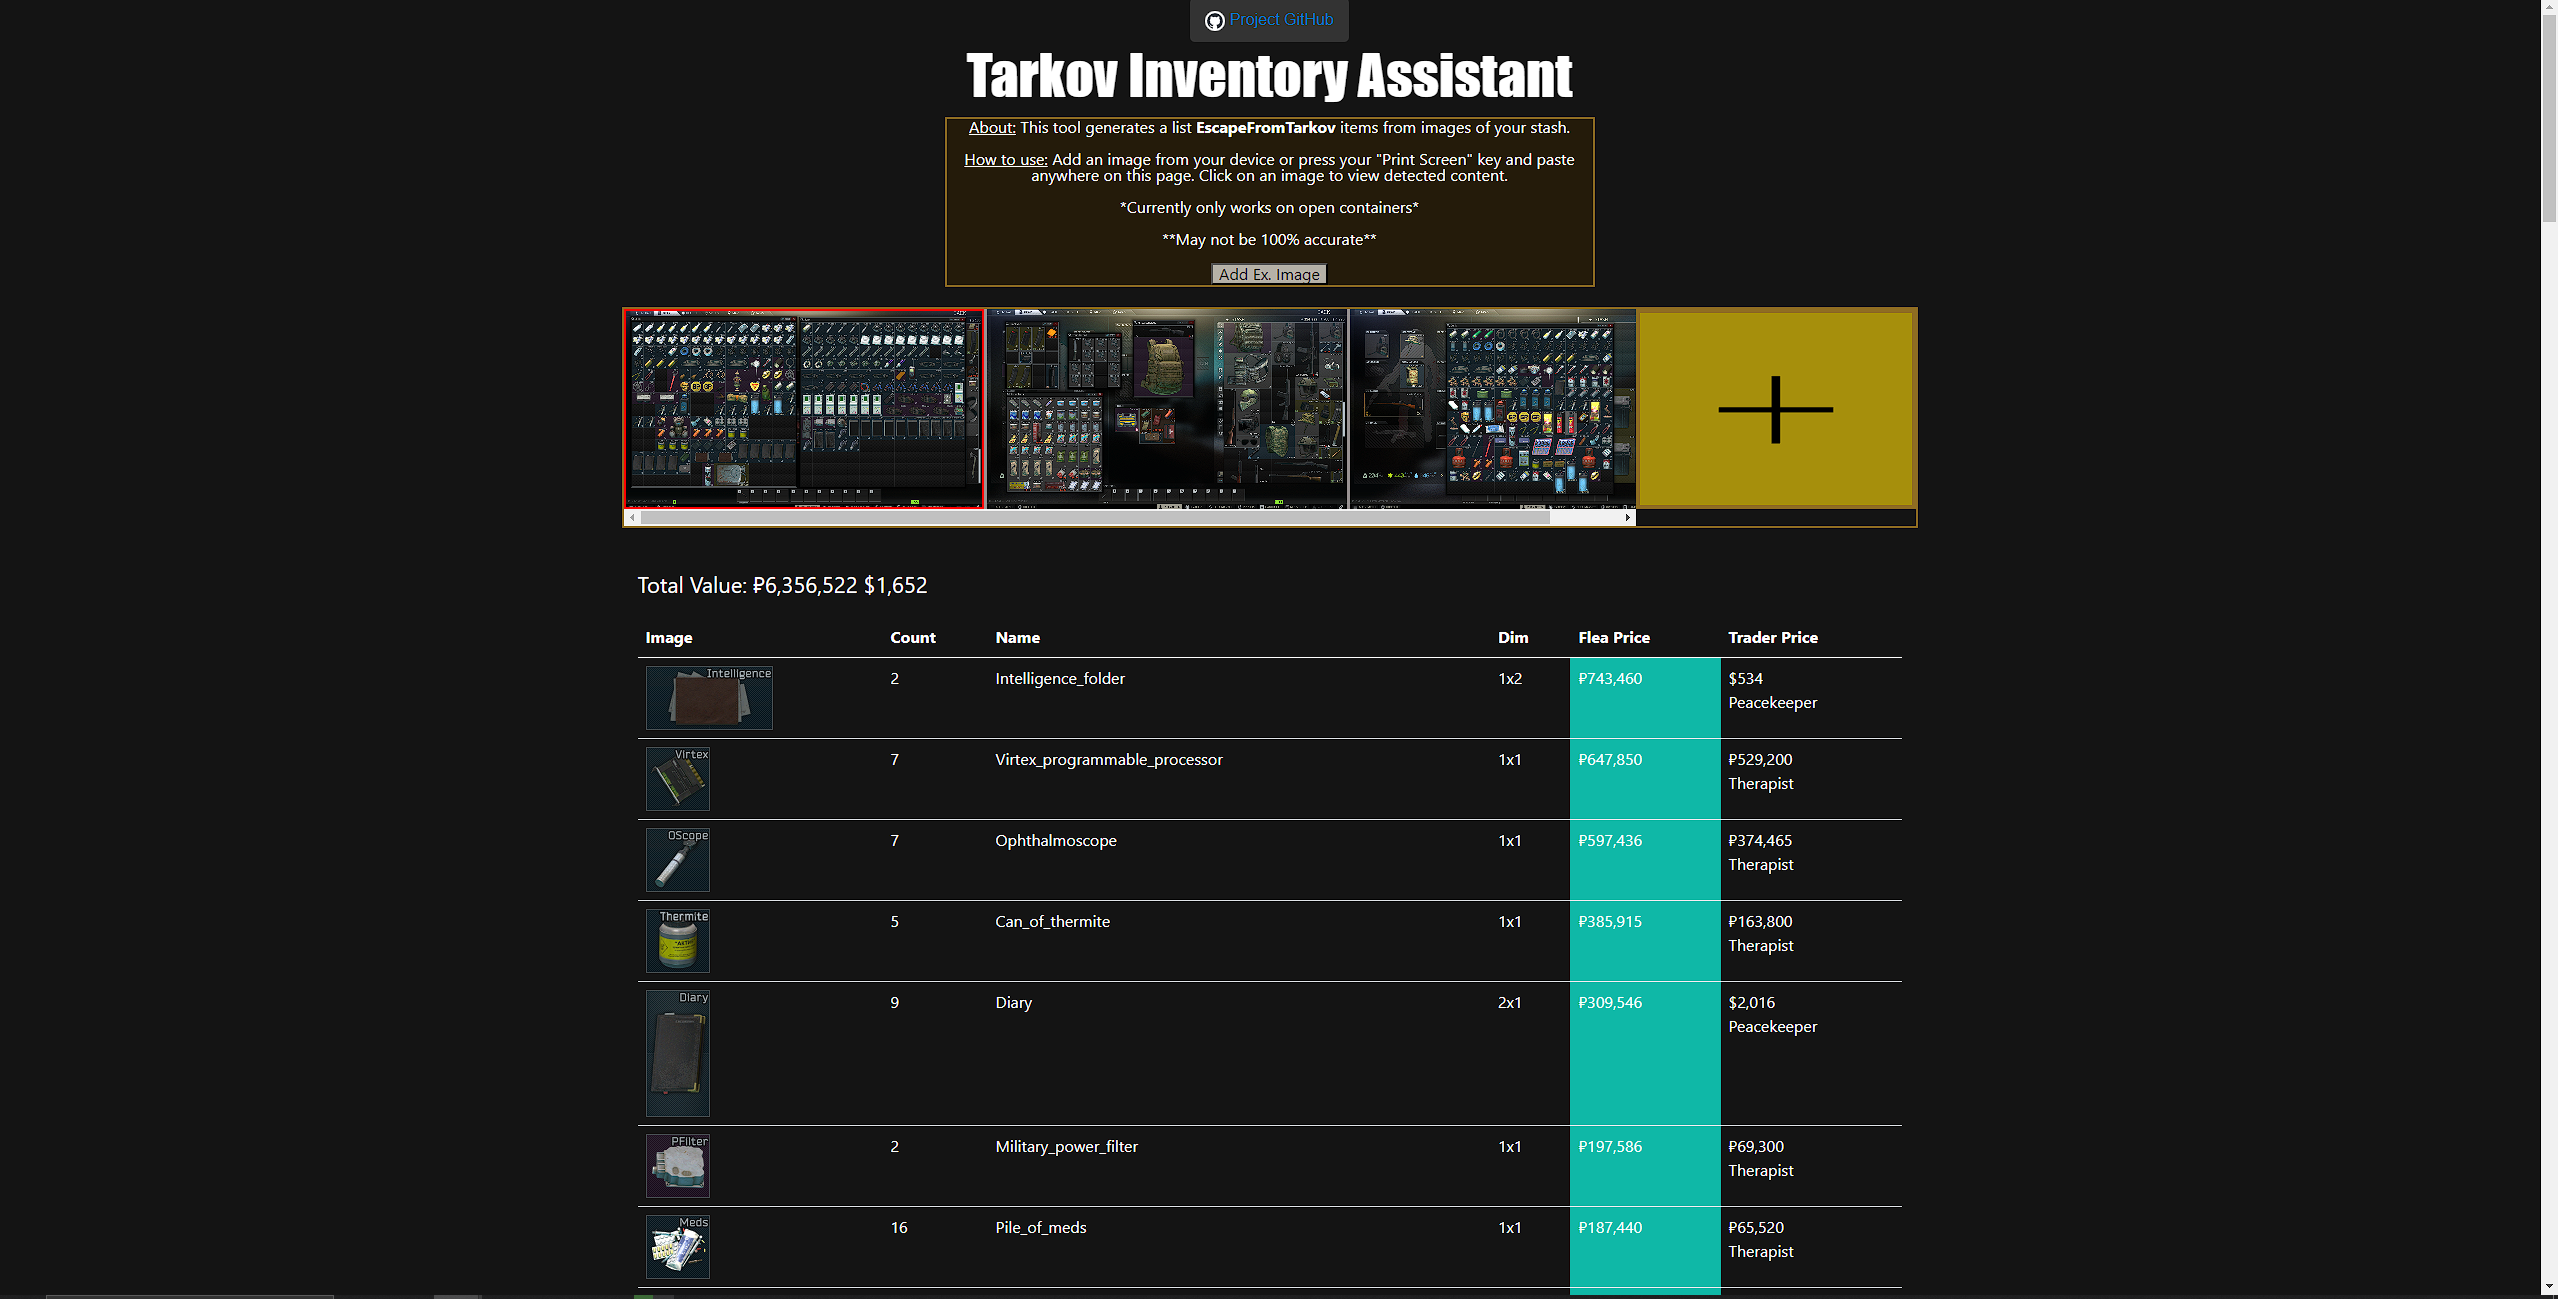 Project GitHub
Tarkov Inventory Assistant
About: This tool generates a list EscapeFromTarkov items from images of your stash.
How to use: Add an image from your device or press your "Print Screen" key and paste
anywhere on this page. Click on an image to view detected content.
*Currently only works on open containers*
**May not be 100% accurate**
Add Ex. Image
Total Value: ₽6,356,522 $1,652
Image Count Name Dim Flea Price Trader Price
Intelligence
2 Intelligence_folder 1x2 ₽743,460 $534
Peacekeeper
Virtex
7 Virtex_programmable_processor 1x1 ₽647,850 ₽529,200
Therapist
OScope
7 Ophthalmoscope 1x1 ₽597,436 ₽374,465
Therapist
Thermite
5 Can_of_thermite 1x1 ₽385,915 ₽163,800
Therapist
Diary
9 Diary 2x1 ₽309,546 $2,016
Peacekeeper
PFilter
2 Military_power_filter 1x1 ₽197,586 ₽69,300
Therapist
Meds
16 Pile_of_meds 1x1 ₽187,440 ₽65,520
Therapist